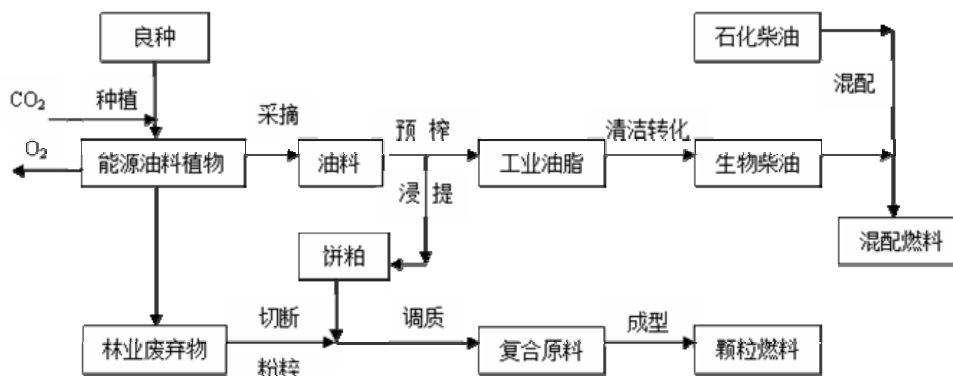 良种
石化柴油
CO₂
种植
混配
采摘
预 榨
清洁转化
O₂
能源油料植物
油料
工业油脂
生物柴油
浸 提
混配燃料
饼粕
切断
调质
成型
林业废弃物
复合原料
颗粒燃料
粉碎